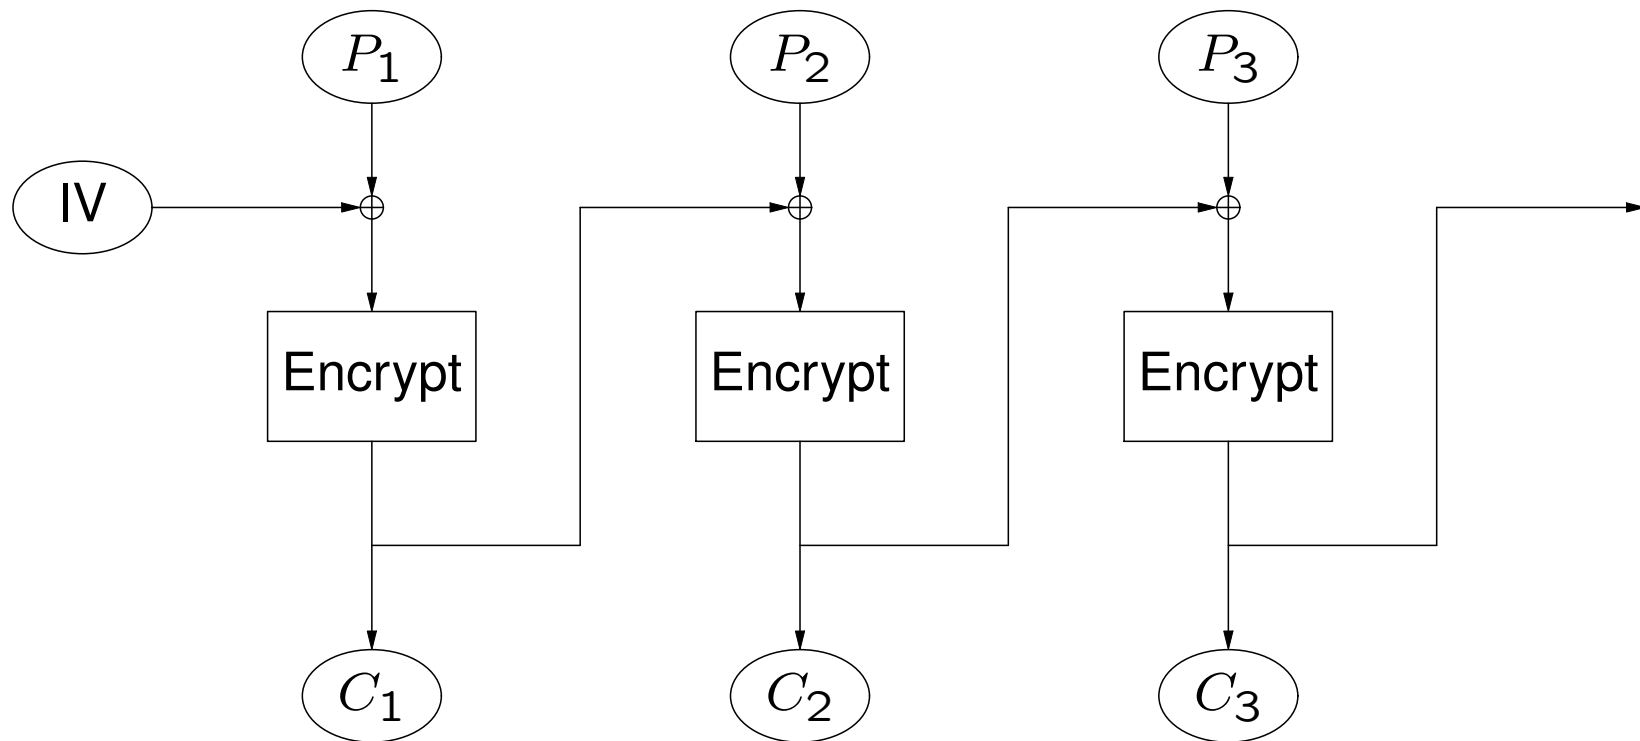 P₁ P₂ P₃
IV
Encrypt Encrypt Encrypt
C₁ C₂ C₃